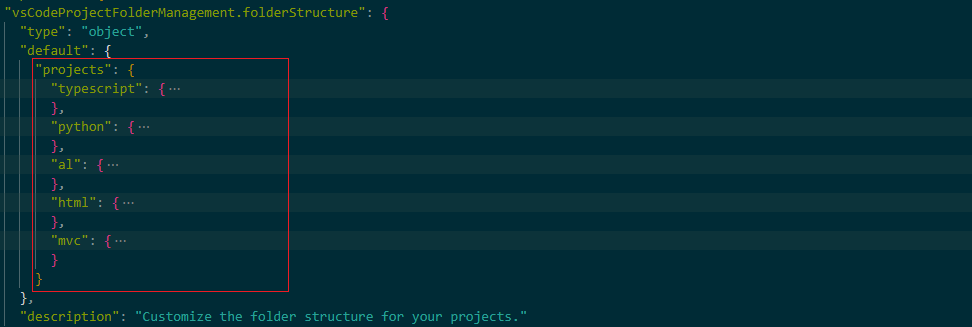 "vsCodeProjectFolderManagement.folderStructure": {
"type": "object",
"default": {
"projects": {
"typescript": {···
},
"python": {···
},
"al": {···
},
"html": {···
},
"mvc": {···
}
}
},
"description": "Customize the folder structure for your projects."